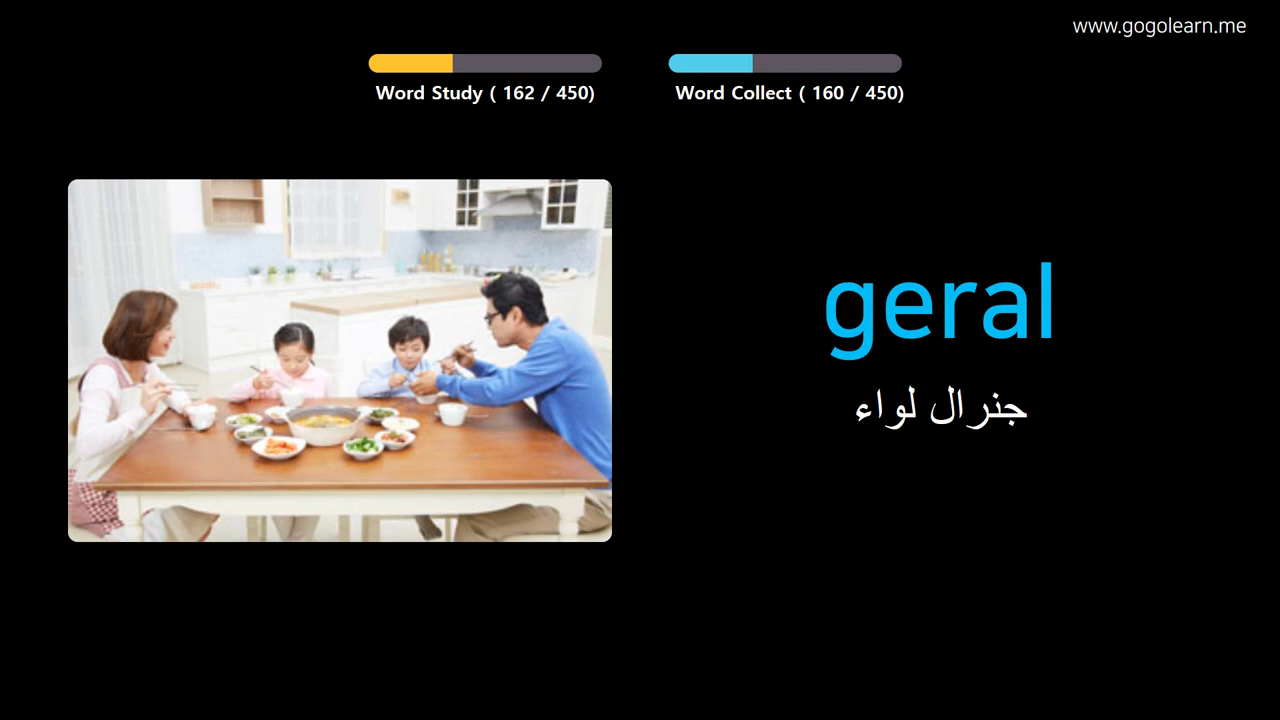 www.gogolearn.me
Word Study ( 162 / 450)
Word Collect ( 160 / 450)
geral
جنرال لواء